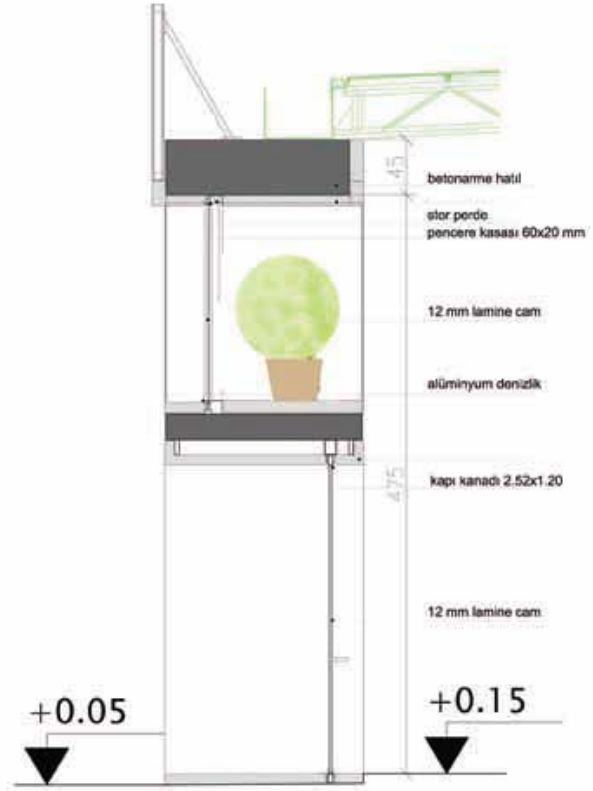 45
betonarme hatıl
stor perde
pencere kasası 60x20 mm
12 mm lamine cam
alüminyum denizlik
475
kapı kanadı 2.52x1.20
12 mm lamine cam
+0.05
+0.15